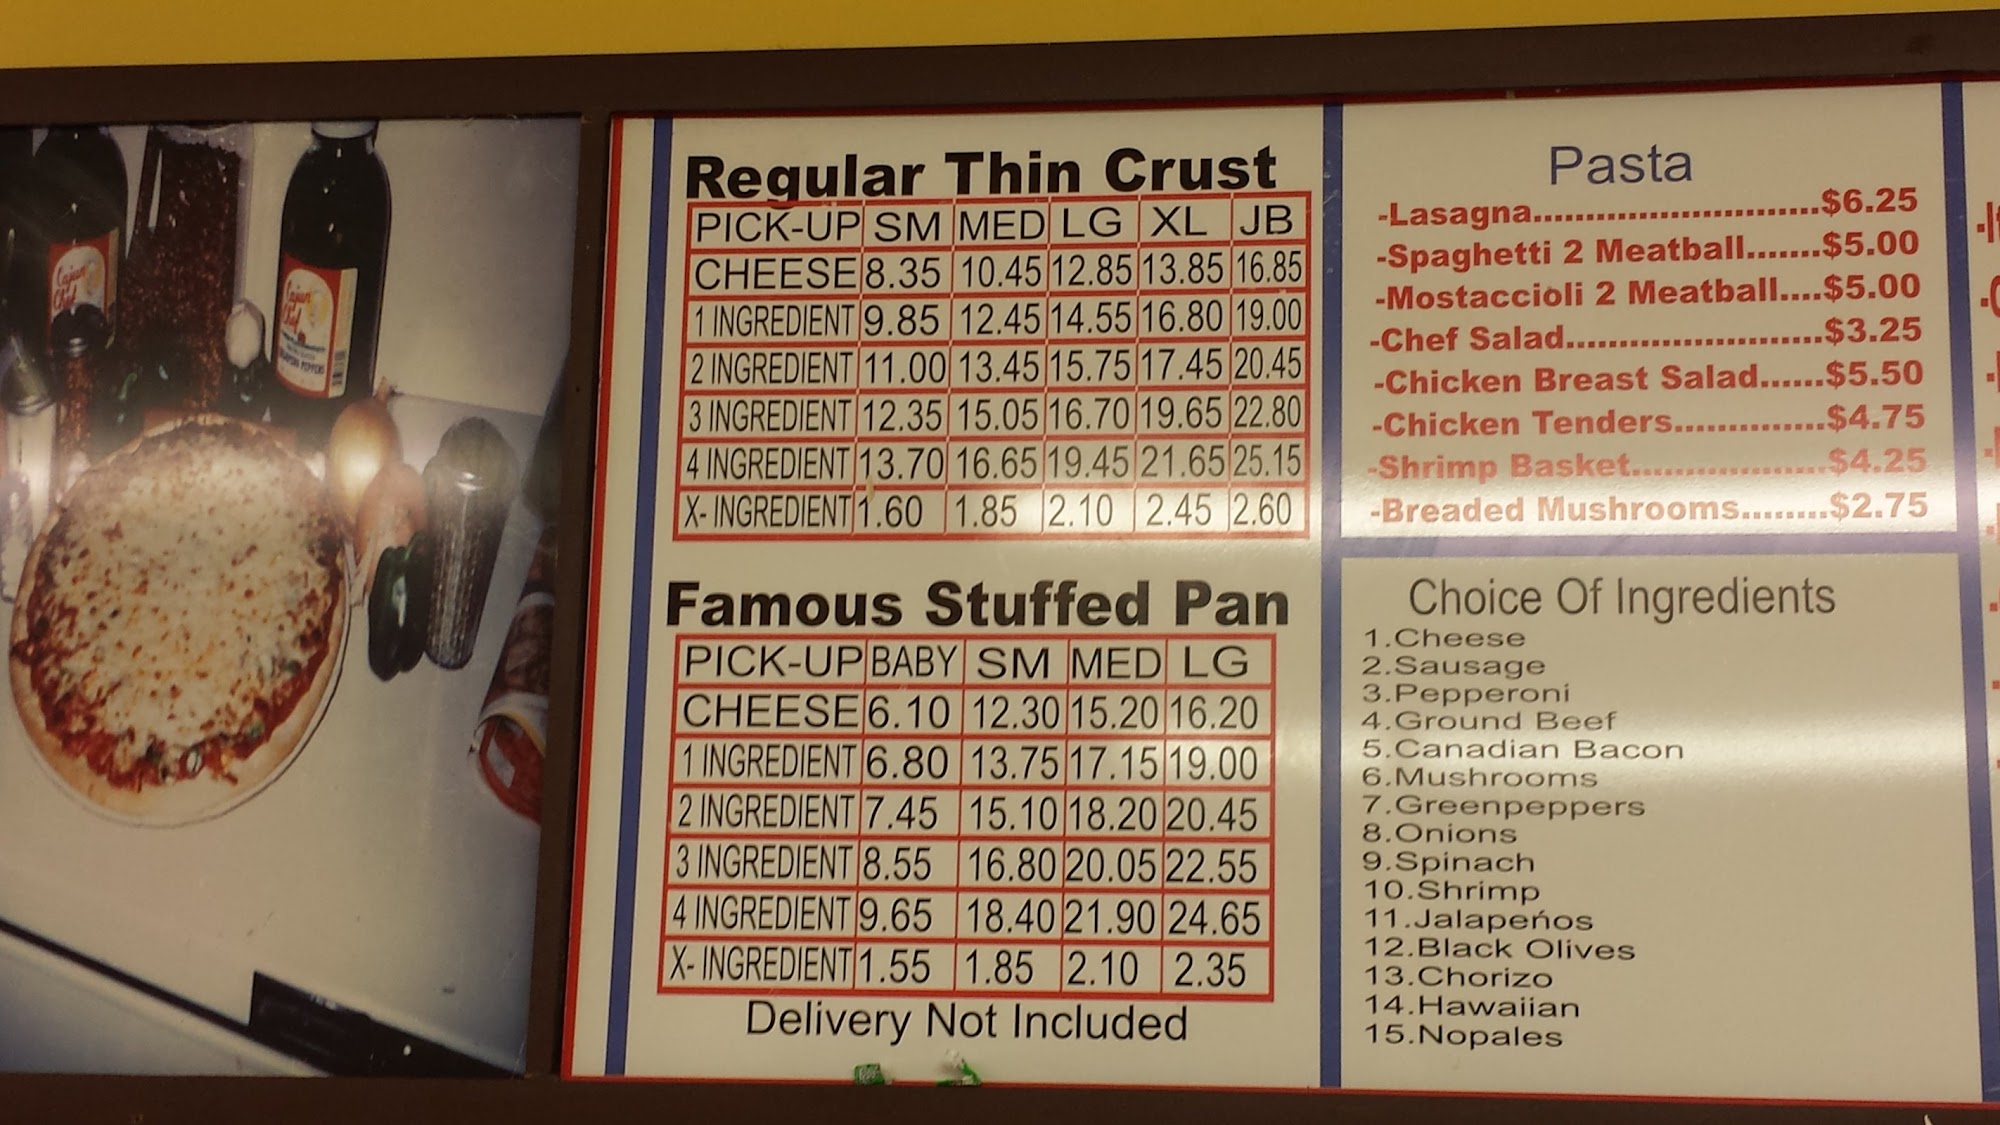 Cajun Chef
Cajun Chef
JALAPENO PEPPERS
Regular Thin Crust
PICK-UP SM MED LG XL JB
CHEESE 8.35 10.45 12.85 13.85 16.85
1 INGREDIENT 9.85 12.45 14.55 16.80 19.00
2 INGREDIENT 11.00 13.45 15.75 17.45 20.45
3 INGREDIENT 12.35 15.05 16.70 19.65 22.80
4 INGREDIENT 13.70 16.65 19.45 21.65 25.15
X- INGREDIENT 1.60 1.85 2.10 2.45 2.60
Famous Stuffed Pan
PICK-UP BABY SM MED LG
CHEESE 6.10 12.30 15.20 16.20
1 INGREDIENT 6.80 13.75 17.15 19.00
2 INGREDIENT 7.45 15.10 18.20 20.45
3 INGREDIENT 8.55 16.80 20.05 22.55
4 INGREDIENT 9.65 18.40 21.90 24.65
X- INGREDIENT 1.55 1.85 2.10 2.35
Delivery Not Included
Pasta
-Lasagna............................$6.25
-Spaghetti 2 Meatball.......$5.00
-Mostaccioli 2 Meatball....$5.00
-Chef Salad.........................$3.25
-Chicken Breast Salad......$5.50
-Chicken Tenders..............$4.75
-Shrimp Basket...................$4.25
-Breaded Mushrooms........$2.75
Choice Of Ingredients
1.Cheese
2.Sausage
3.Pepperoni
4.Ground Beef
5.Canadian Bacon
6.Mushrooms
7.Greenpeppers
8.Onions
9.Spinach
10.Shrimp
11.Jalapeńos
12.Black Olives
13.Chorizo
14.Hawaiian
15.Nopales